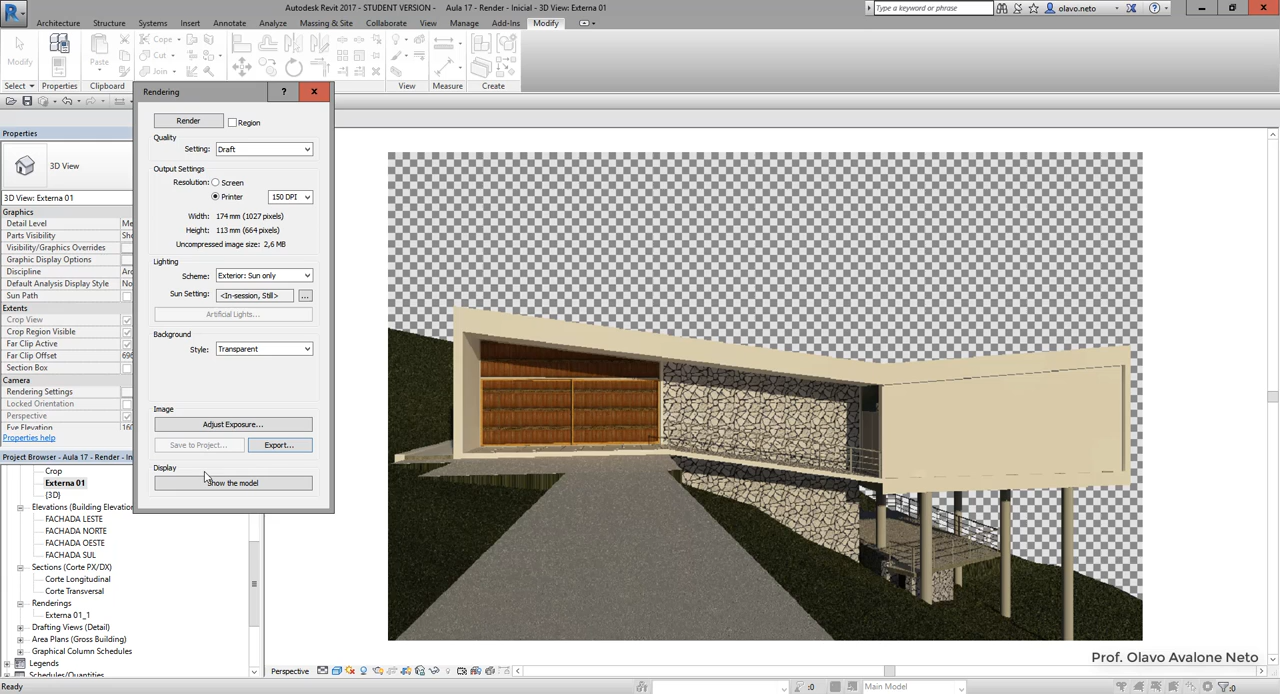 Autodesk Revit 2017 - STUDENT VERSION - Aula 17 - Render - Inicial - 3D View: Externa 01
Type a keyword or phrase
olavo.neto
Architecture Structure Systems Insert Annotate Analyze Massing & Site Collaborate View Manage Add-Ins Modify
Cope
Cut
Join
Modify
Paste
Select Properties Clipboard View Measure Create
Rendering
Properties
3D View
3D View: Externa 01
Graphics
Detail Level Me
Parts Visibility Sho
Visibility/Graphics Overrides
Graphic Display Options
Discipline Arc
Default Analysis Display Style No
Sun Path
Extents
Crop View
Crop Region Visible
Far Clip Active
Far Clip Offset 696
Section Box
Camera
Rendering Settings
Locked Orientation
Perspective
Eye Elevation 160
Properties help
Render
Region
Quality
Setting: Draft
Output Settings
Resolution: Screen
Printer 150 DPI
Width: 174 mm (1027 pixels)
Height: 113 mm (664 pixels)
Uncompressed image size: 2,6 MB
Lighting
Scheme: Exterior: Sun only
Sun Setting: <In-session, Still> ...
Artificial Lights...
Background
Style: Transparent
Image
Adjust Exposure...
Save to Project... Export...
Display
Show the model
Project Browser - Aula 17 - Render - In
Crop
Externa 01
{3D}
Elevations (Building Elevation
FACHADA LESTE
FACHADA NORTE
FACHADA OESTE
FACHADA SUL
Sections (Corte PX/DX)
Corte Longitudinal
Corte Transversal
Renderings
Externa 01_1
Drafting Views (Detail)
Area Plans (Gross Building)
Graphical Column Schedules
Legends
Schedules/Quantities
Perspective
Prof. Olavo Avalone Neto
Ready
:0
Main Model
:0